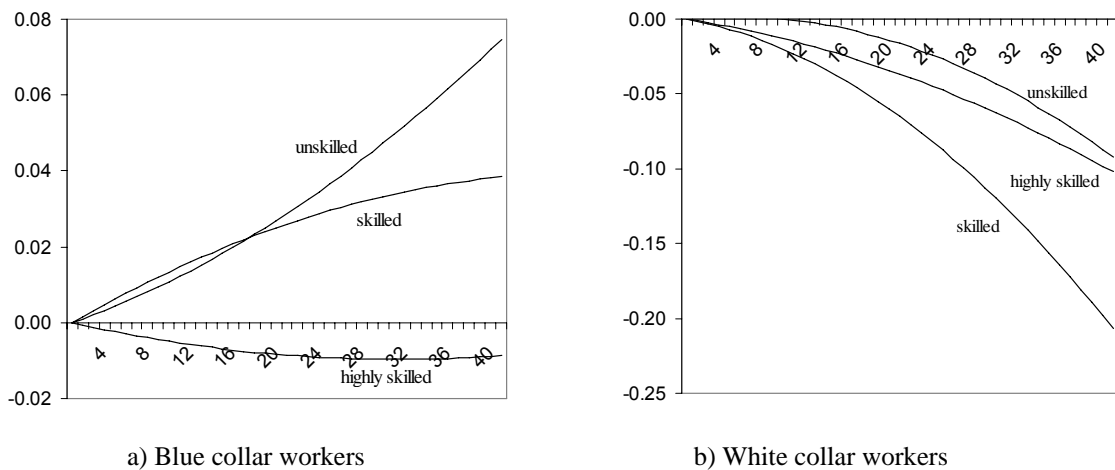 0.08
0.06
0.04
0.02
0.00
-0.02
unskilled
skilled
highly skilled
4 8 12 16 20 24 28 32 36 40
a) Blue collar workers
0.00
-0.05
-0.10
-0.15
-0.20
-0.25
4 8 12 16 20 24 28 32 36 40
unskilled
highly skilled
skilled
b) White collar workers